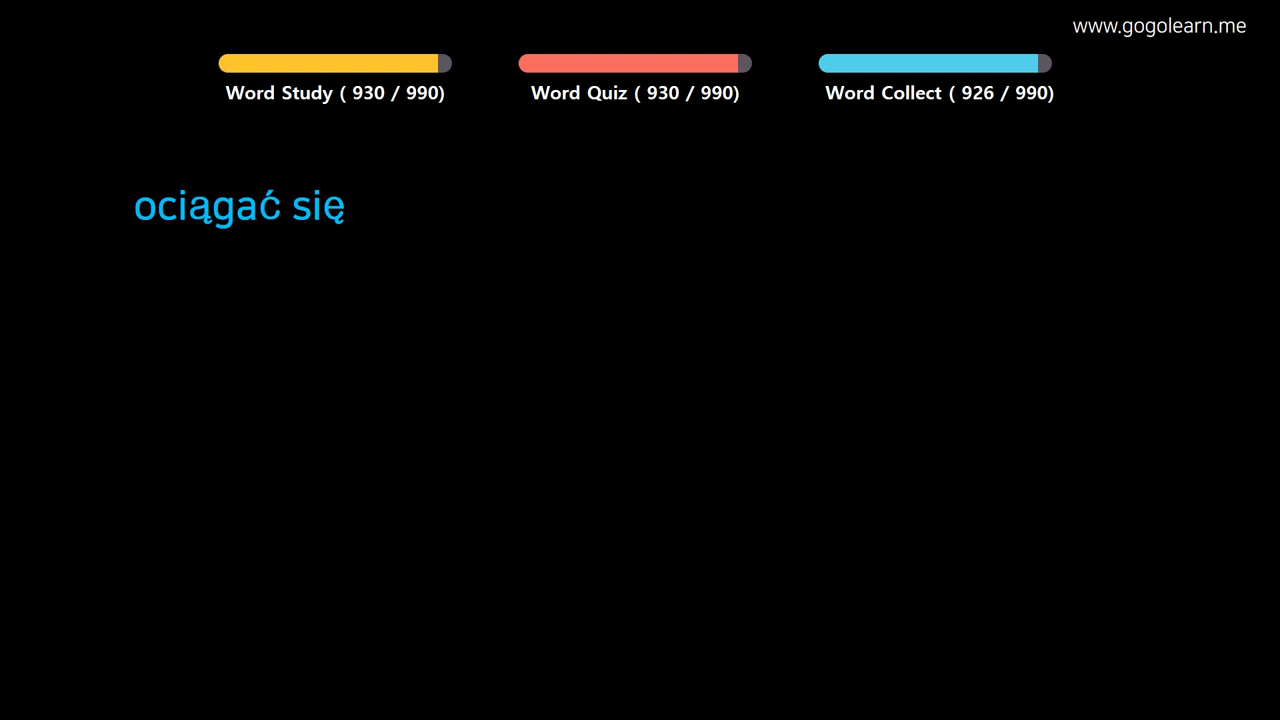 www.gogolearn.me
Word Study ( 930 / 990)
Word Quiz ( 930 / 990)
Word Collect ( 926 / 990)
ociągać się